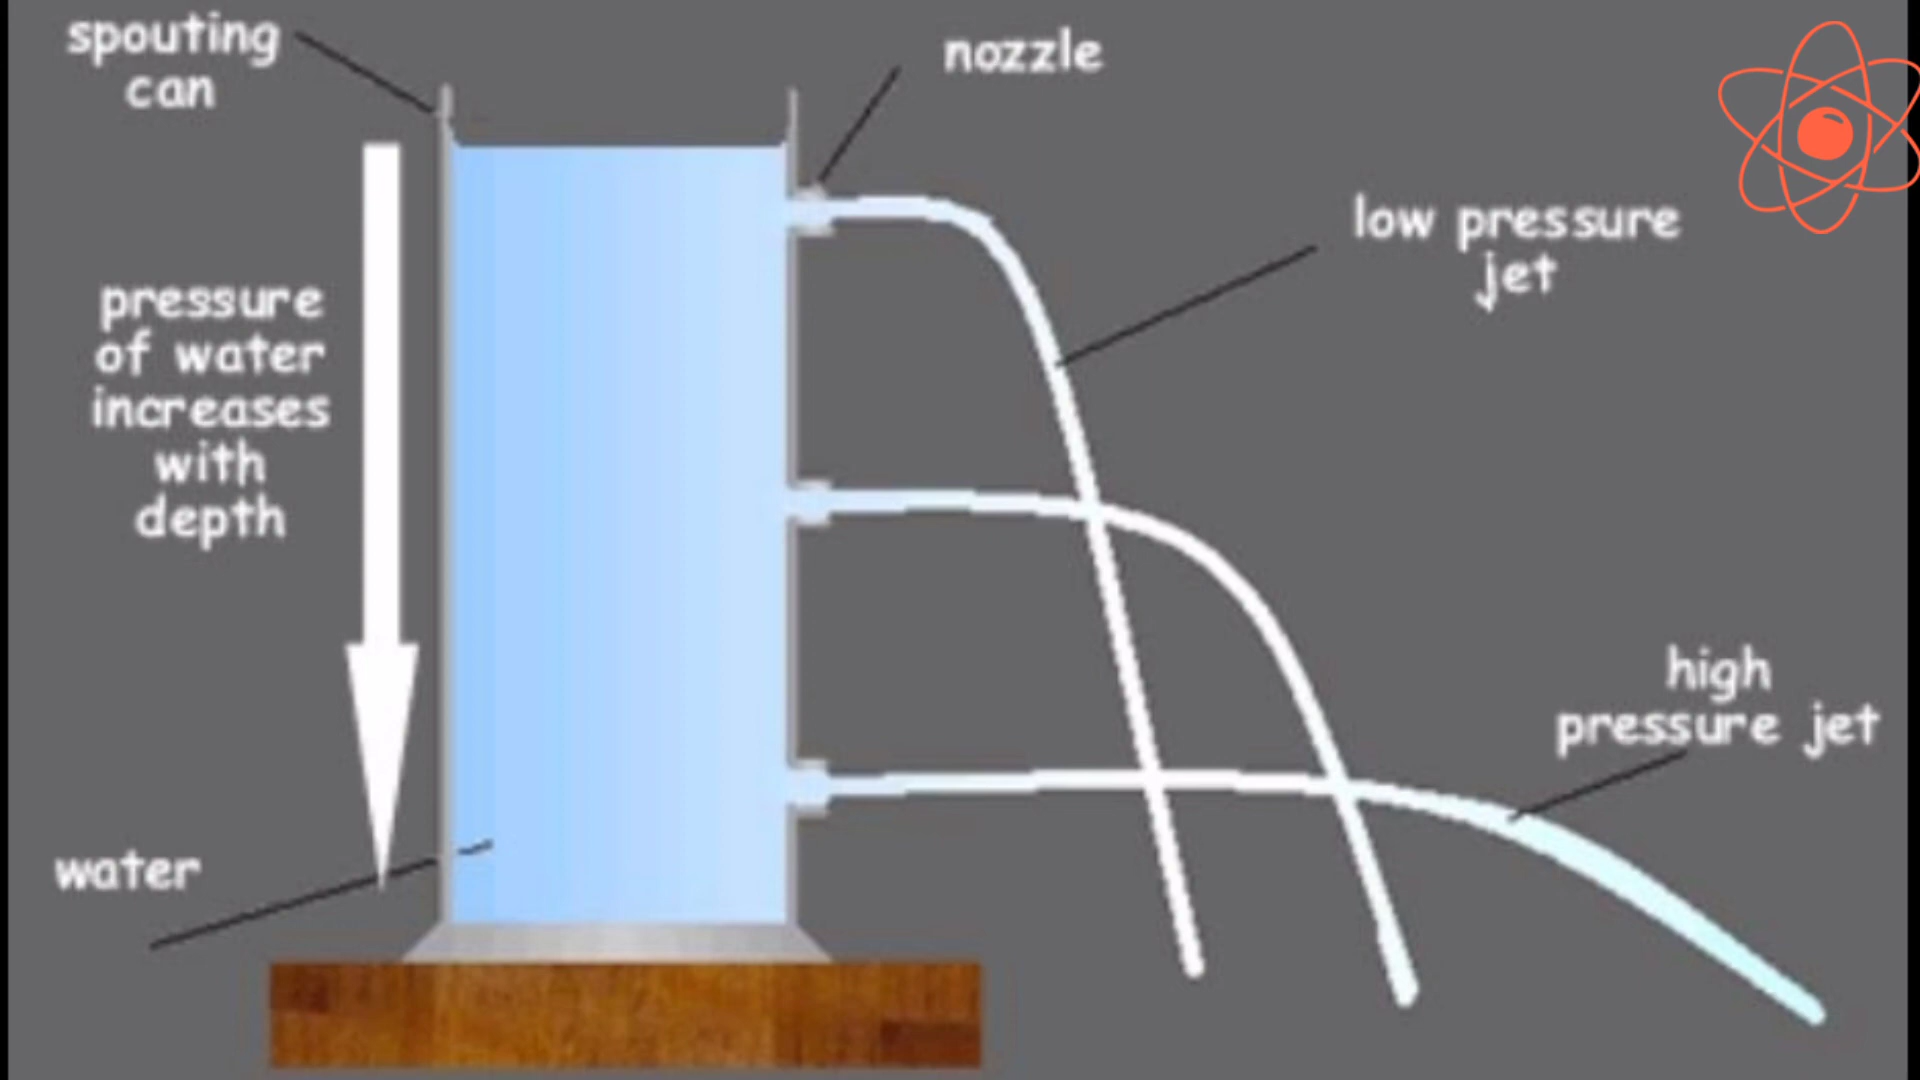 spouting
can
nozzle
low pressure
jet
pressure
of water
increases
with
depth
high
pressure jet
water